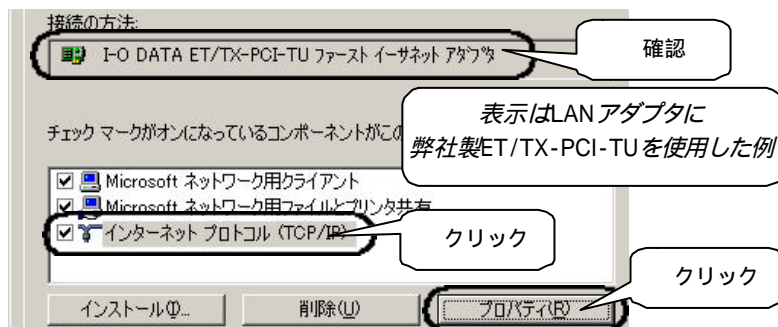 接続の方法:
I-O DATA ET/TX-PCI-TU ファースト イーサネット アダプタ
確認
表示はLANアダプタに
弊社製ET/TX-PCI-TUを使用した例
チェック マークがオンになっているコンポーネントがこの
Microsoft ネットワーク用クライアント
Microsoft ネットワーク用ファイルとプリンタ共有
インターネット プロトコル (TCP/IP)
クリック
クリック
インストール(I)...
削除(U)
プロパティ(R)